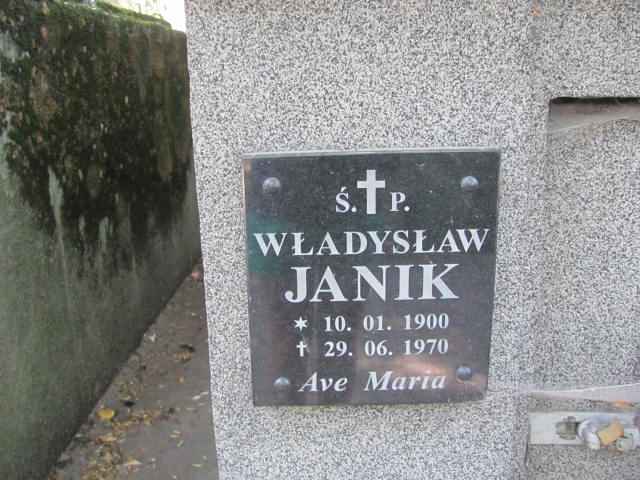 Ś. ✝ P.
WŁADYSŁAW
JANIK
✶ 10. 01. 1900
✝ 29. 06. 1970
Ave Maria